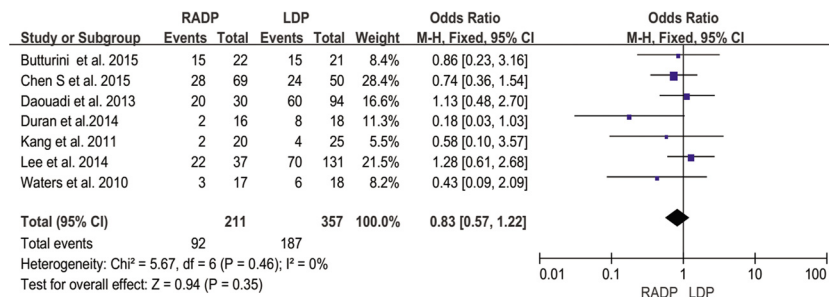 RADP LDP Odds Ratio Odds Ratio
Study or Subgroup Events Total Events Total Weight M-H, Fixed, 95% CI M-H, Fixed, 95% CI
Butturini et al. 2015 15 22 15 21 8.4% 0.86 [0.23, 3.16]
Chen S et al. 2015 28 69 24 50 28.4% 0.74 [0.36, 1.54]
Daouadi et al. 2013 20 30 60 94 16.6% 1.13 [0.48, 2.70]
Duran et al.2014 2 16 8 18 11.3% 0.18 [0.03, 1.03]
Kang et al. 2011 2 20 4 25 5.5% 0.58 [0.10, 3.57]
Lee et al. 2014 22 37 70 131 21.5% 1.28 [0.61, 2.68]
Waters et al. 2010 3 17 6 18 8.2% 0.43 [0.09, 2.09]
Total (95% CI) 211 357 100.0% 0.83 [0.57, 1.22]
Total events 92 187
Heterogeneity: Chi² = 5.67, df = 6 (P = 0.46); I² = 0%
Test for overall effect: Z = 0.94 (P = 0.35)
0.01 0.1 1 10 100
RADP LDP